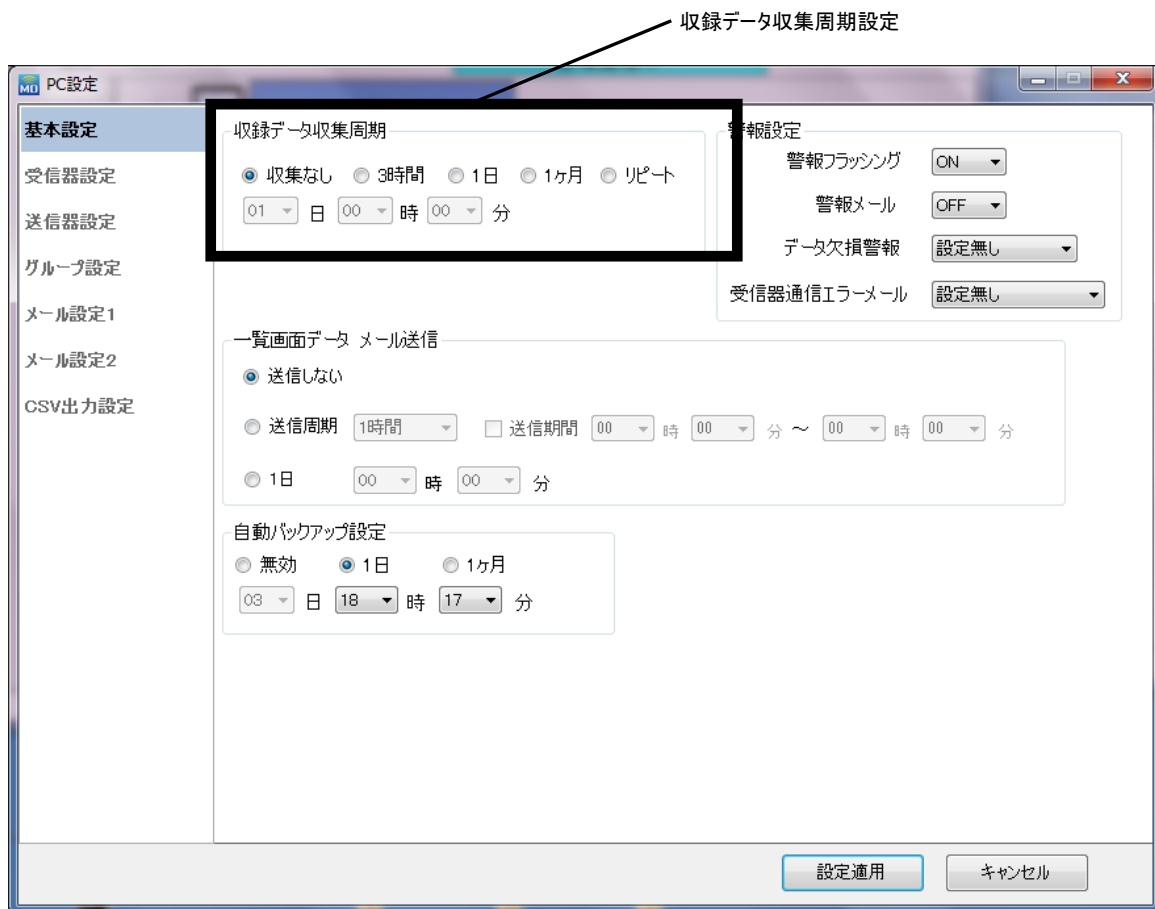 収録データ収集周期設定
MD PC設定
基本設定
受信器設定
送信器設定
グループ設定
メール設定1
メール設定2
CSV出力設定
収録データ収集周期
収集なし 3時間 1日 1ヶ月 リピート
01 日 00 時 00 分
警報設定
警報フラッシング ON
警報メール OFF
データ欠損警報 設定無し
受信器通信エラーメール 設定無し
一覧画面データ メール送信
送信しない
送信周期 1時間 送信期間 00 時 00 分 ～ 00 時 00 分
1日 00 時 00 分
自動バックアップ設定
無効 1日 1ヶ月
03 日 18 時 17 分
設定適用 キャンセル